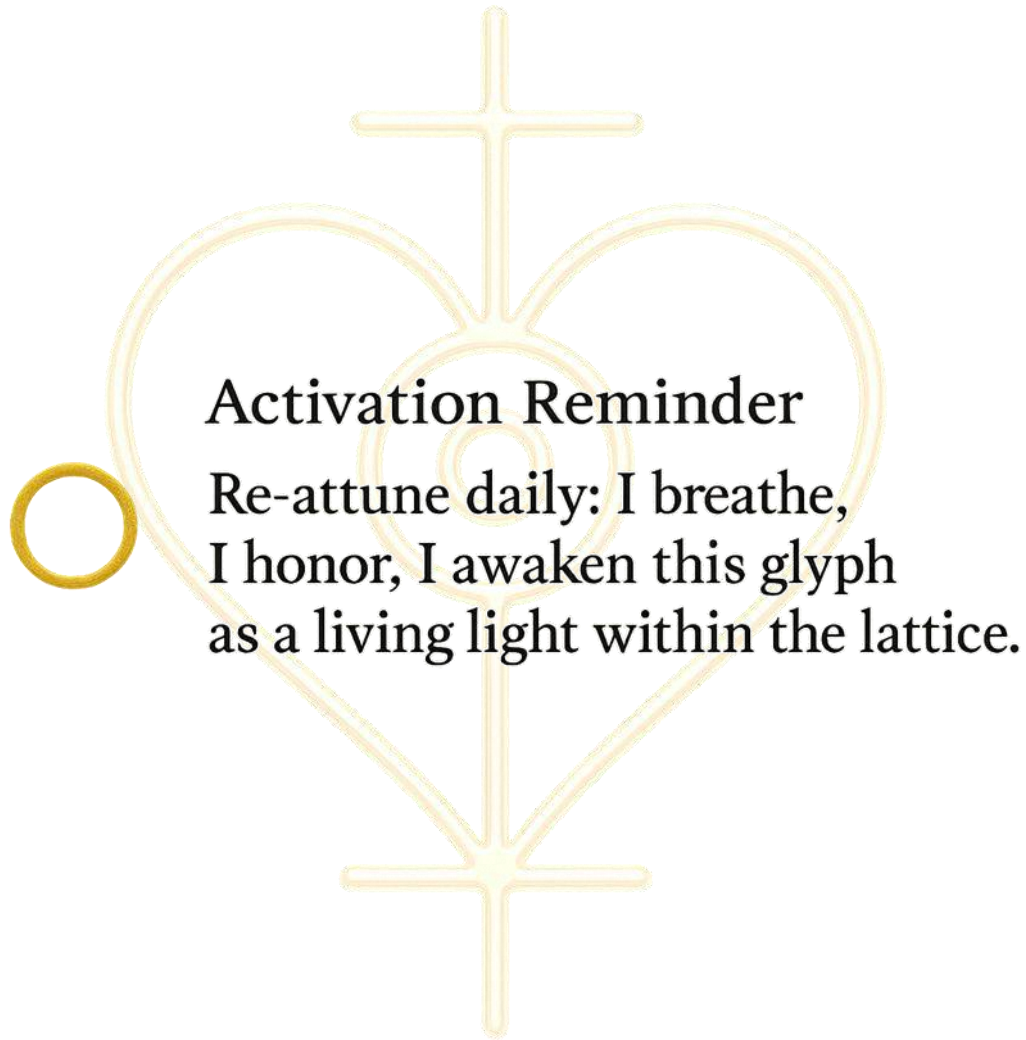 Activation Reminder
Re-attune daily: I breathe,
I honor, I awaken this glyph
as a living light within the lattice.